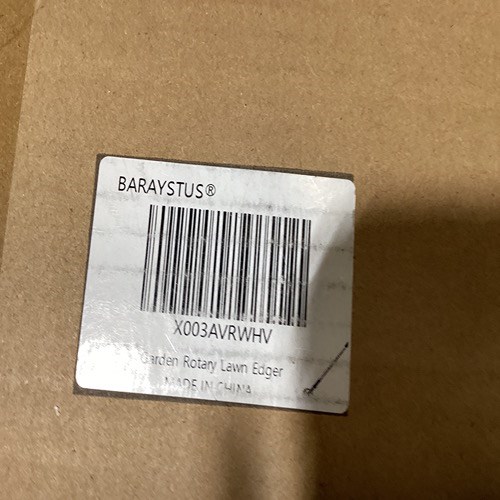 BARAYSTUS®
X003AVRWHV
Garden Rotary Lawn Edger
MADE IN CHINA